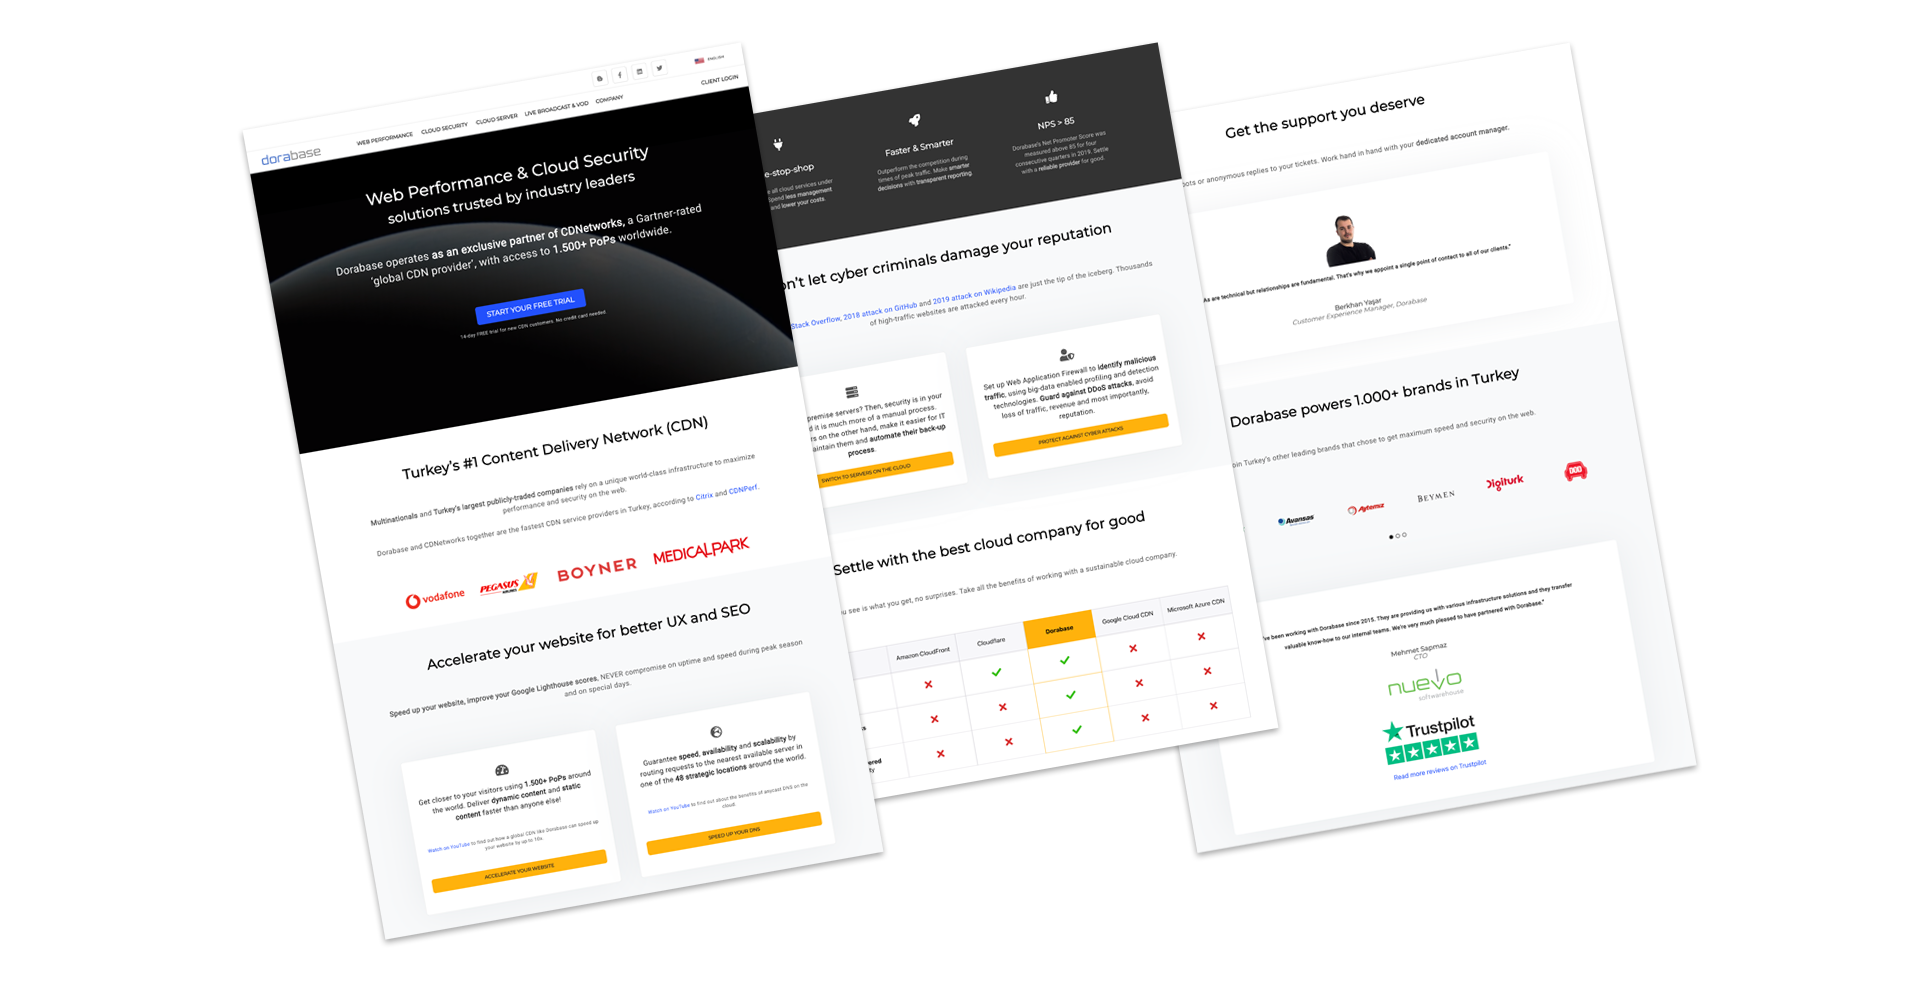 ENGLISH
CLIENT LOGIN
dorabase
WEB PERFORMANCE CLOUD SECURITY CLOUD SERVER LIVE BROADCAST & VOD COMPANY
Web Performance & Cloud Security
solutions trusted by industry leaders
Dorabase operates as an exclusive partner of CDNetworks, a Gartner-rated
'global CDN provider', with access to 1.500+ PoPs worldwide.
START YOUR FREE TRIAL
14-day FREE trial for new CDN customers. No credit card needed.
Turkey's #1 Content Delivery Network (CDN)
Multinationals and Turkey's largest publicly-traded companies rely on a unique world-class infrastructure to maximize
performance and security on the web.
Dorabase and CDNetworks together are the fastest CDN service providers in Turkey, according to Citrix and CDNPerf.
vodafone
PEGASUS
AIRLINES
BOYNER
MEDICALPARK
Accelerate your website for better UX and SEO
Speed up your website, improve your Google Lighthouse scores. NEVER compromise on uptime and speed during peak season
and on special days.
Get closer to your visitors using 1.500+ PoPs around
the world. Deliver dynamic content and static
content faster than anyone else!
Watch on YouTube to find out how a global CDN like Dorabase can speed up
your website by up to 10x.
ACCELERATE YOUR WEBSITE
Guarantee speed, availability and scalability by
routing requests to the nearest available server in
one of the 48 strategic locations around the world.
Watch on YouTube to find out about the benefits of anycast DNS on the
cloud.
SPEED UP YOUR DNS
e-stop-shop
e all cloud services under
pend less management
and lower your costs.
Faster & Smarter
Outperform the competition during
times of peak traffic. Make smarter
decisions with transparent reporting.
NPS > 85
Dorabase's Net Promoter Score was
measured above 85 for four
consecutive quarters in 2019. Settle
with a reliable provider for good.
n't let cyber criminals damage your reputation
Stack Overflow, 2018 attack on GitHub and 2019 attack on Wikipedia are just the tip of the iceberg. Thousands
of high-traffic websites are attacked every hour.
premise servers? Then, security is in your
d it is much more of a manual process.
rs on the other hand, make it easier for IT
aintain them and automate their back-up
process.
SWITCH TO SERVERS ON THE CLOUD
Set up Web Application Firewall to identify malicious
traffic, using big-data enabled profiling and detection
technologies. Guard against DDoS attacks, avoid
loss of traffic, revenue and most importantly,
reputation.
PROTECT AGAINST CYBER ATTACKS
Settle with the best cloud company for good
ou see is what you get, no surprises. Take all the benefits of working with a sustainable cloud company.
Amazon CloudFront Cloudflare Dorabase Google Cloud CDN Microsoft Azure CDN
ts
ered
ty
Get the support you deserve
bots or anonymous replies to your tickets. Work hand in hand with your dedicated account manager.
As are technical but relationships are fundamental. That's why we appoint a single point of contact to all of our clients."
Berkhan Yaşar
Customer Experience Manager, Dorabase
Dorabase powers 1.000+ brands in Turkey
oin Turkey's other leading brands that chose to get maximum speed and security on the web.
Avansas
Aytemiz
BEYMEN
Digiturk
DOD
've been working with Dorabase since 2015. They are providing us with various infrastructure solutions and they transfer
valuable know-how to our internal teams. We're very much pleased to have partnered with Dorabase."
Mehmet Sapmaz
CTO
nuevo
softwarehouse
Trustpilot
Read more reviews on Trustpilot